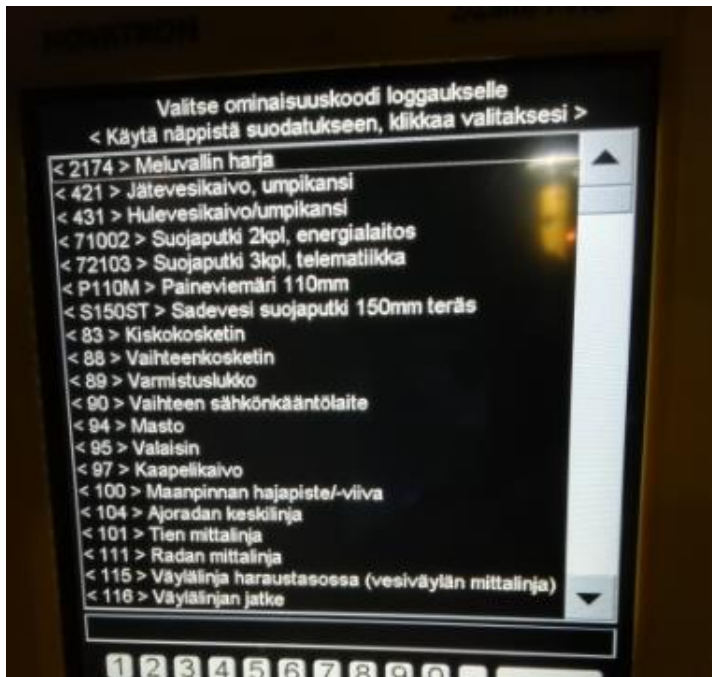 NOVATRON
Valitse ominaisuuskoodi loggaukselle
< Käytä näppistä suodatukseen, klikkaa valitaksesi >
< 2174 > Meluvallin harja
< 421 > Jätevesikaivo, umpikansi
< 431 > Hulevesikaivo/umpikansi
< 71002 > Suojaputki 2kpl, energialaitos
< 72103 > Suojaputki 3kpl, telematiikka
< P110M > Paineviemäri 110mm
< S150ST > Sadevesi suojaputki 150mm teräs
< 83 > Kiskokosketin
< 88 > Vaihteenkosketin
< 89 > Varmistuslukko
< 90 > Vaihteen sähkönkääntölaite
< 94 > Masto
< 95 > Valaisin
< 97 > Kaapelikaivo
< 100 > Maanpinnan hajapiste/-viiva
< 104 > Ajoradan keskilinja
< 101 > Tien mittalinja
< 111 > Radan mittalinja
< 115 > Väylälinja haraustasossa (vesiväylän mittalinja)
< 116 > Väylälinjan jatke
1 2 3 4 5 6 7 8 9 0